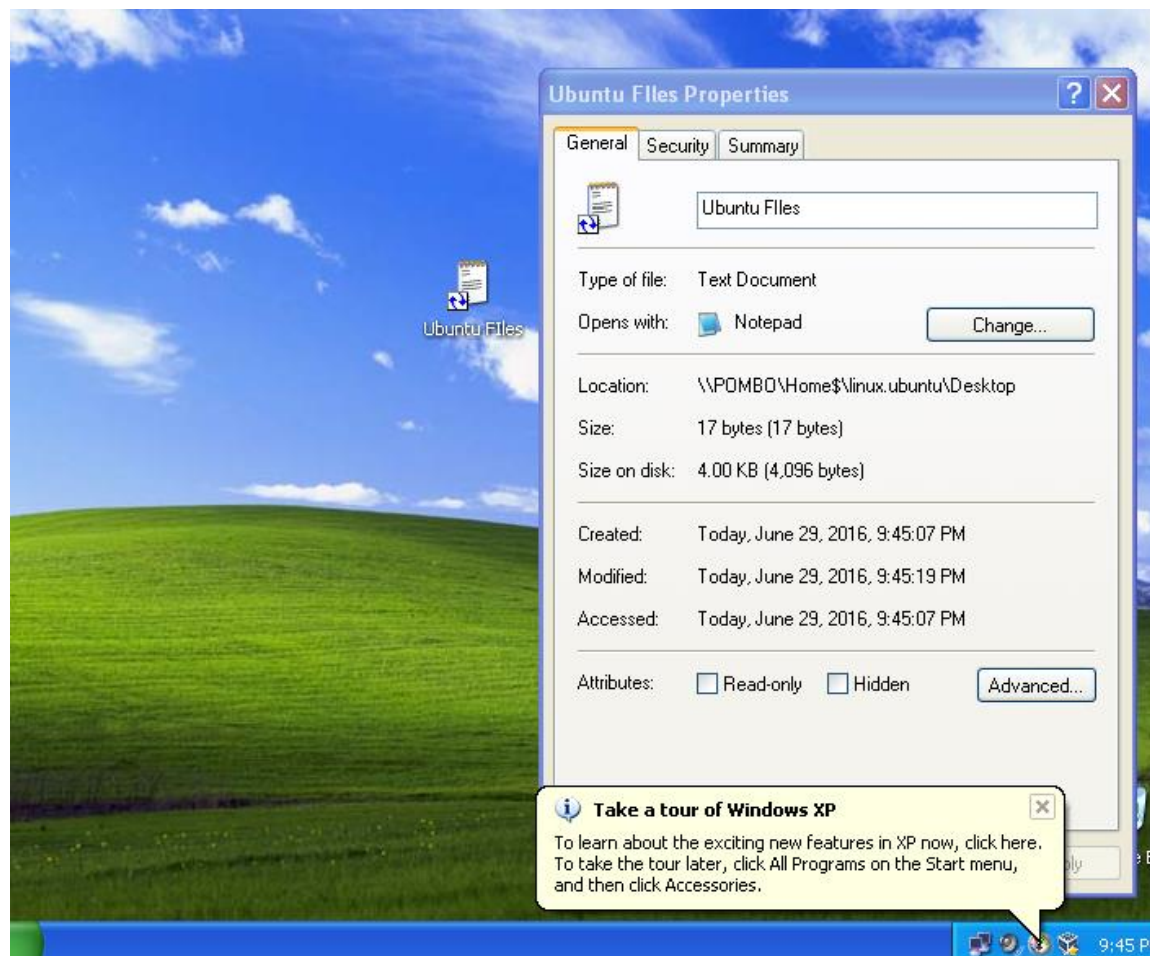 Ubuntu FIles
Ubuntu FIles Properties
General Security Summary
Ubuntu FIles
Type of file: Text Document
Opens with: Notepad Change...
Location: \\POMBO\Home$\linux.ubuntu\Desktop
Size: 17 bytes (17 bytes)
Size on disk: 4.00 KB (4,096 bytes)
Created: Today, June 29, 2016, 9:45:07 PM
Modified: Today, June 29, 2016, 9:45:19 PM
Accessed: Today, June 29, 2016, 9:45:07 PM
Attributes: Read-only Hidden Advanced...
Take a tour of Windows XP
To learn about the exciting new features in XP now, click here.
To take the tour later, click All Programs on the Start menu,
and then click Accessories.
9:45 P